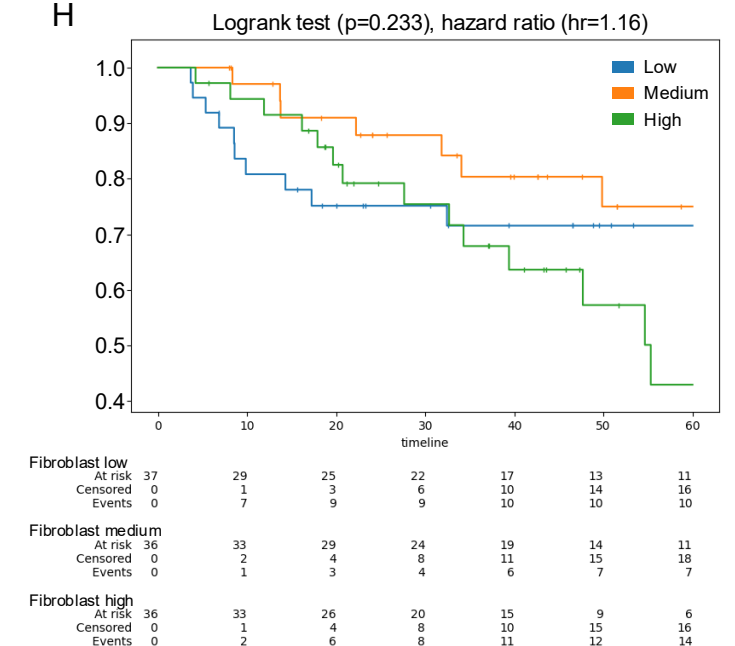 H
Logrank test (p=0.233), hazard ratio (hr=1.16)
Low
Medium
High
1.0
0.9
0.8
0.7
0.6
0.5
0.4
0 10 20 30 40 50 60
timeline
Fibroblast low
At risk 37 29 25 22 17 13 11
Censored 0 1 3 6 10 14 16
Events 0 7 9 9 10 10 10
Fibroblast medium
At risk 36 33 29 24 19 14 11
Censored 0 2 4 8 11 15 18
Events 0 1 3 4 6 7 7
Fibroblast high
At risk 36 33 26 20 15 9 6
Censored 0 1 4 8 10 15 16
Events 0 2 6 8 11 12 14